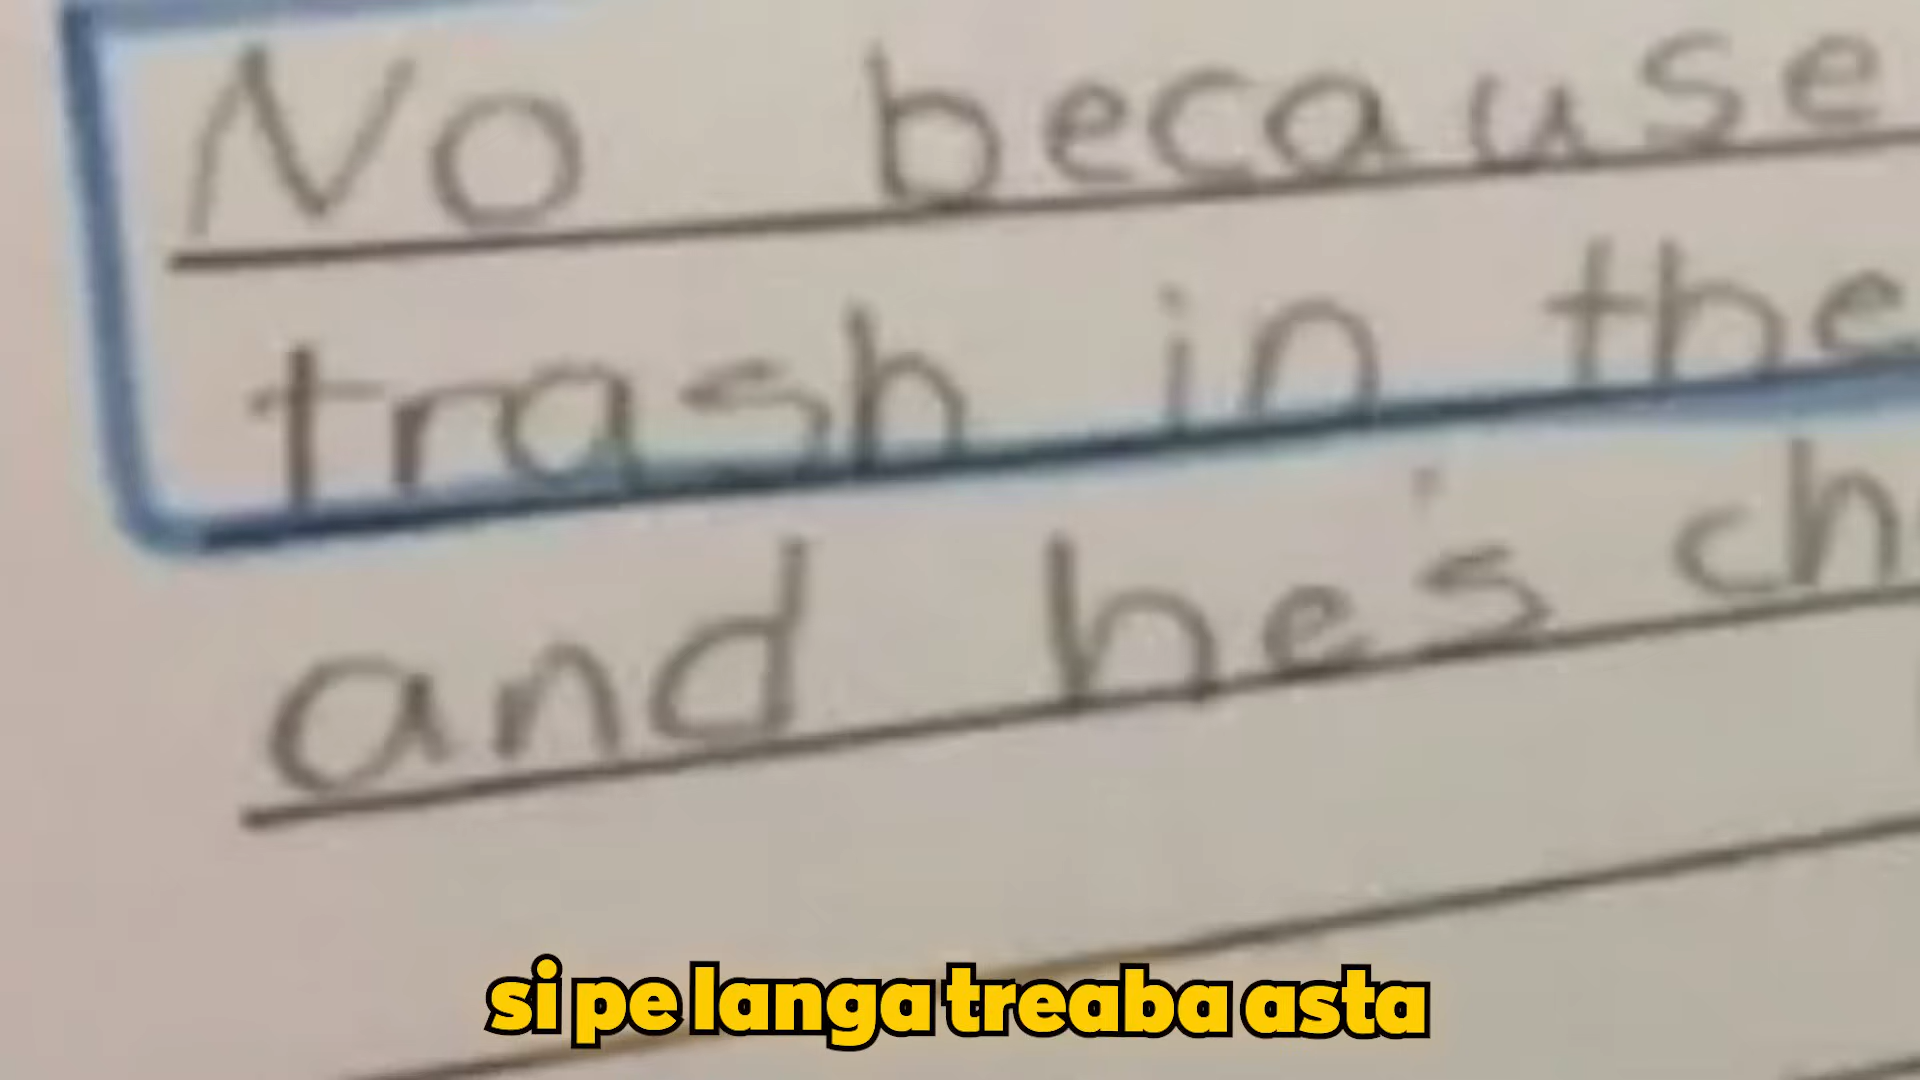 No because
trash in the
and he's ch
si pe langa treaba asta